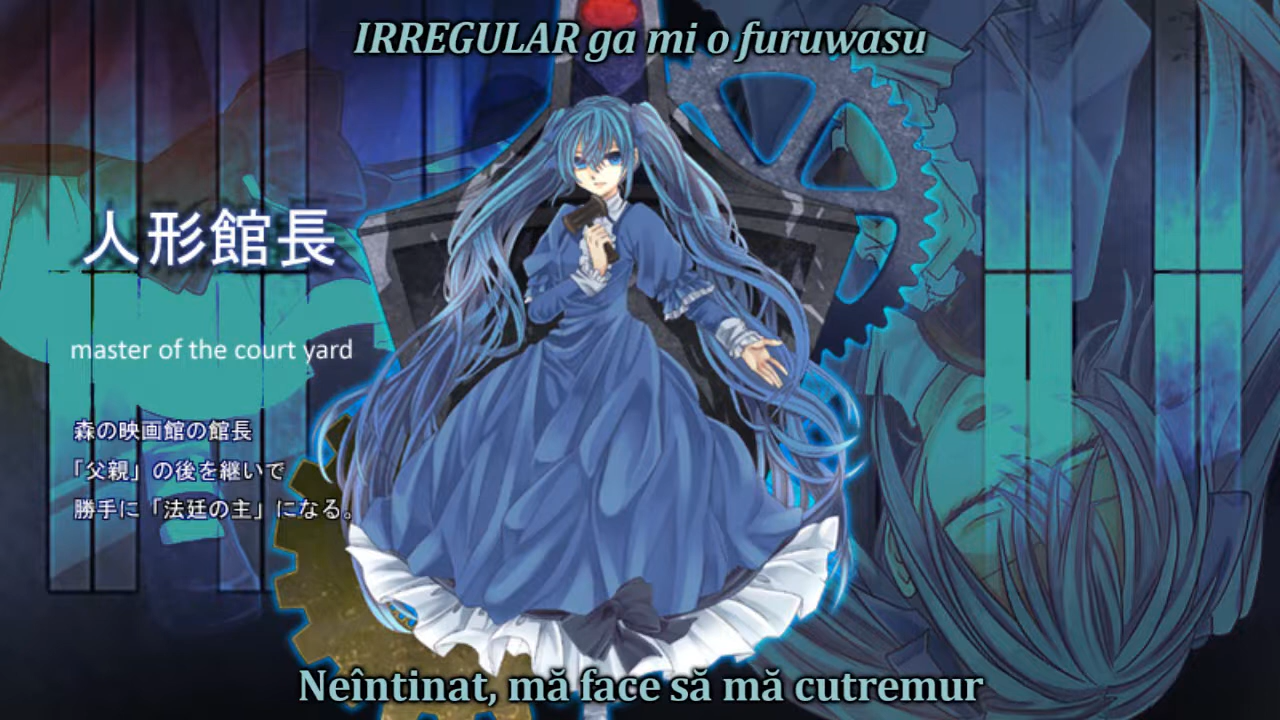 IRREGULAR ga mi o furuwasu
人形館長
master of the court yard
森の映画館の館長
「父親」の後を継いで
勝手に「法廷の主」になる。
Neîntinat, mă face să mă cutremur